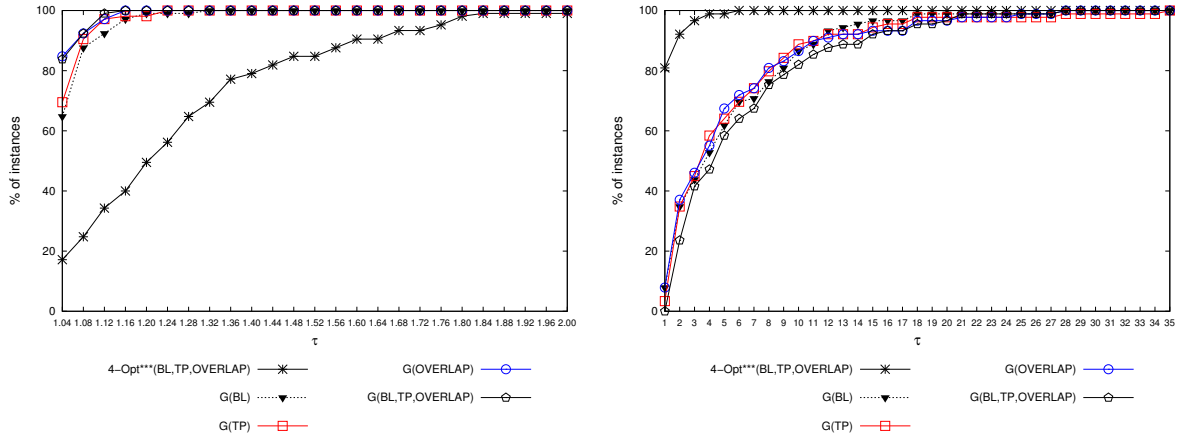 % of instances
100
80
60
40
20
0
1.04 1.08 1.12 1.16 1.20 1.24 1.28 1.32 1.36 1.40 1.44 1.48 1.52 1.56 1.60 1.64 1.68 1.72 1.76 1.80 1.84 1.88 1.92 1.96 2.00
τ
4-Opt***(BL,TP,OVERLAP)
G(OVERLAP)
G(BL)
G(BL,TP,OVERLAP)
G(TP)
% of instances
100
80
60
40
20
0
1 2 3 4 5 6 7 8 9 10 11 12 13 14 15 16 17 18 19 20 21 22 23 24 25 26 27 28 29 30 31 32 33 34 35
τ
4-Opt***(BL,TP,OVERLAP)
G(OVERLAP)
G(BL)
G(BL,TP,OVERLAP)
G(TP)